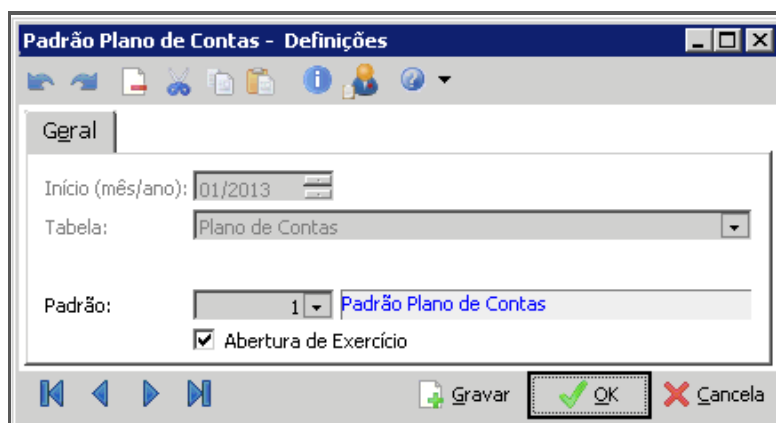 Padrão Plano de Contas - Definições
Geral
Início (mês/ano): 01/2013
Tabela: Plano de Contas
Padrão: 1 Padrão Plano de Contas
Abertura de Exercício
Gravar OK Cancela